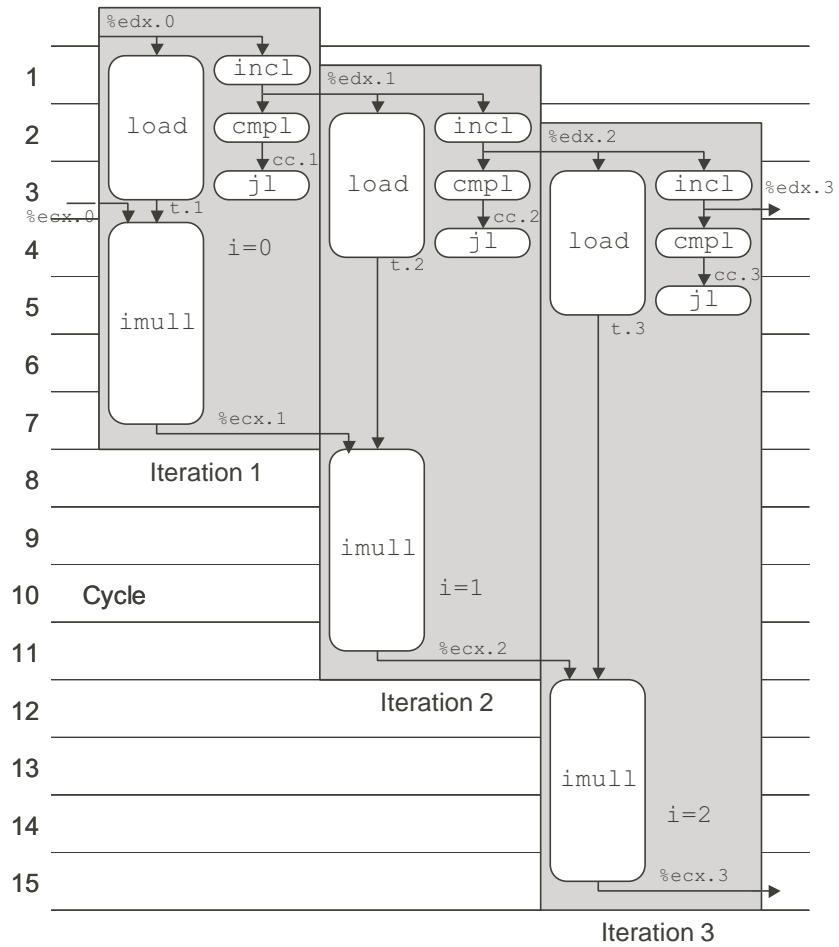 %edx.0
1
incl
%edx.1
load
2
cmpl
incl
%edx.2
cc.1
load
3
jl
cmpl
incl
%edx.3
%ecx.0
t.1
cc.2
load
4
i=0
jl
cmpl
t.2
cc.3
5
imull
jl
t.3
6
7
%ecx.1
8
Iteration 1
9
imull
10
Cycle
i=1
11
%ecx.2
12
Iteration 2
13
imull
14
i=2
15
%ecx.3
Iteration 3